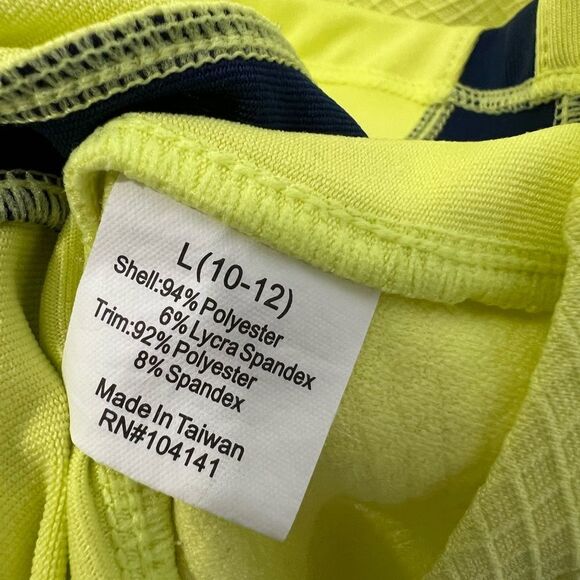 L(10-12)
Shell:94% Polyester
6% Lycra Spandex
Trim:92% Polyester
8% Spandex
Made In Taiwan
RN#104141